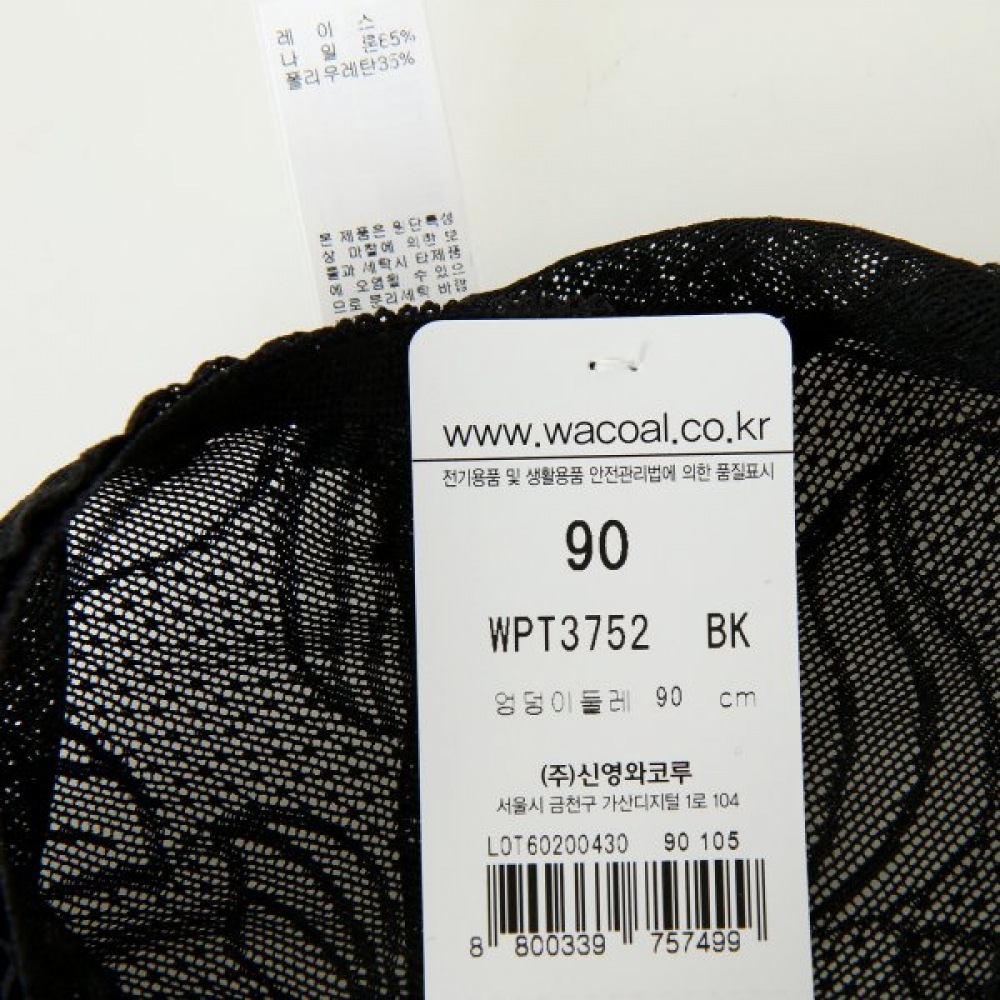 레 이 스
나 일 론65%
폴리우레탄35%
본 제품은 원단특성
상 마찰에 의한 보
풀과 세탁시 타제품
에 오염될 수 있으
므로 분리세탁 바람
www.wacoal.co.kr
전기용품 및 생활용품 안전관리법에 의한 품질표시
90
WPT3752 BK
엉덩이둘레 90 cm
(주)신영와코루
서울시 금천구 가산디지털 1로 104
LOT60200430 90 105
8 800339 757499